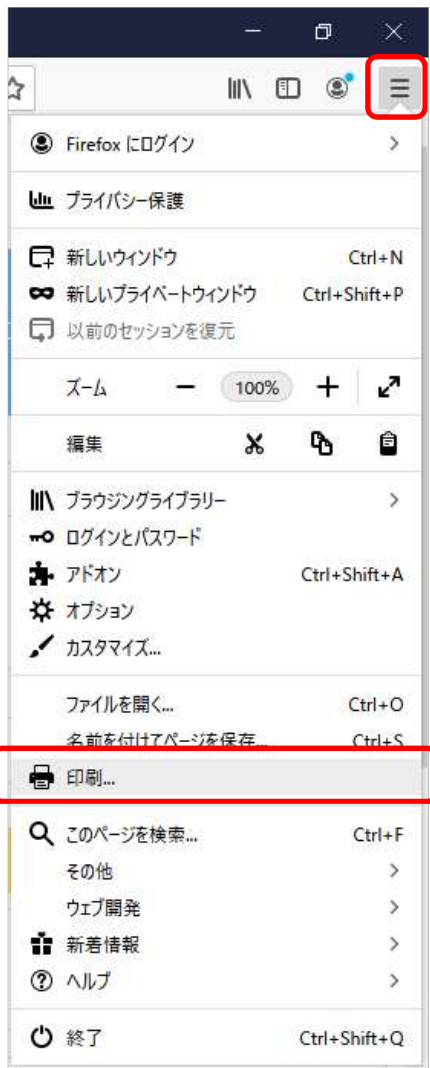 Firefox にログイン
プライバシー保護
新しいウィンドウ Ctrl+N
新しいプライベートウィンドウ Ctrl+Shift+P
以前のセッションを復元
ズーム 100%
編集
ブラウジングライブラリー
ログインとパスワード
アドオン Ctrl+Shift+A
オプション
カスタマイズ...
ファイルを開く... Ctrl+O
名前を付けてページを保存... Ctrl+S
印刷...
このページを検索... Ctrl+F
その他
ウェブ開発
新着情報
ヘルプ
終了 Ctrl+Shift+Q